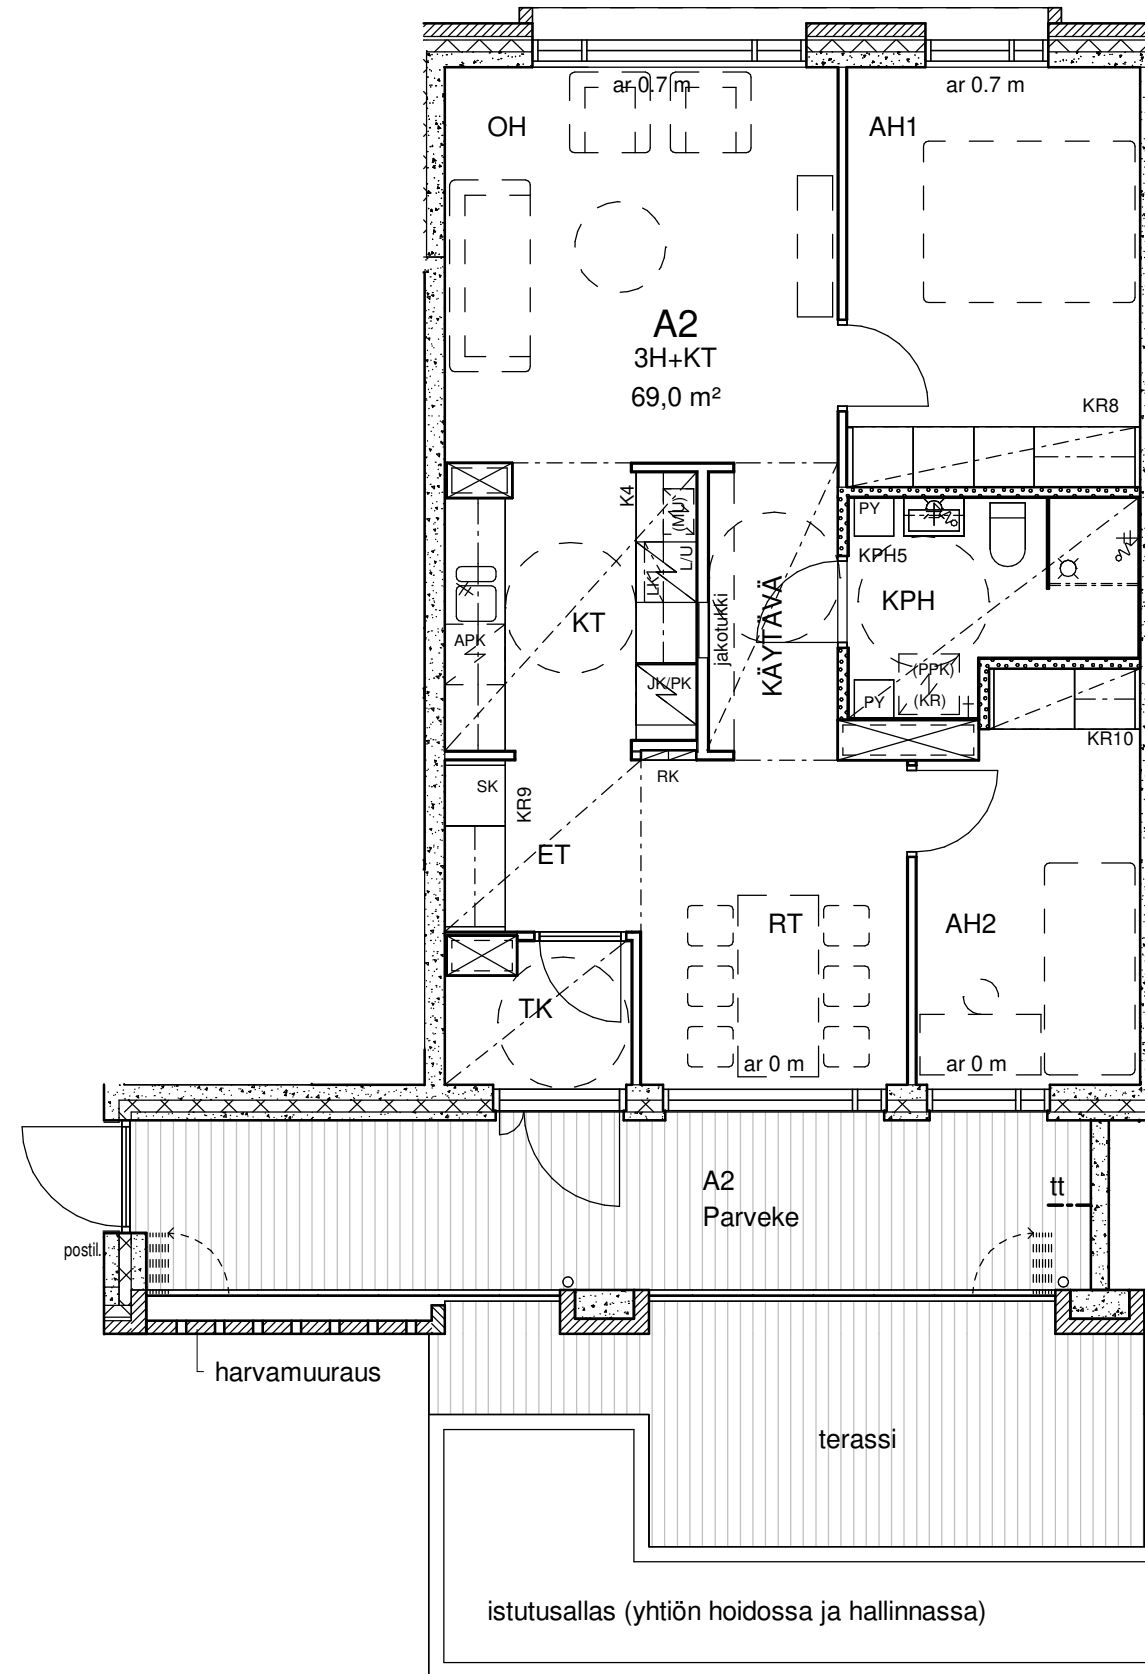 ar 0.7 m
ar 0.7 m
OH
AH1
A2
3H+KT
69,0 m²
KR8
K4
(MU)
L/U
LK
PY
KPH5
KPH
KT
APK
jakotukki
KÄYTÄVÄ
JK/PK
(PPK)
(KR)
PY
KR10
RK
SK
KR9
ET
RT
AH2
TK
ar 0 m
ar 0 m
A2
Parveke
tt
postil.
harvamuuraus
terassi
istutusallas (yhtiön hoidossa ja hallinnassa)